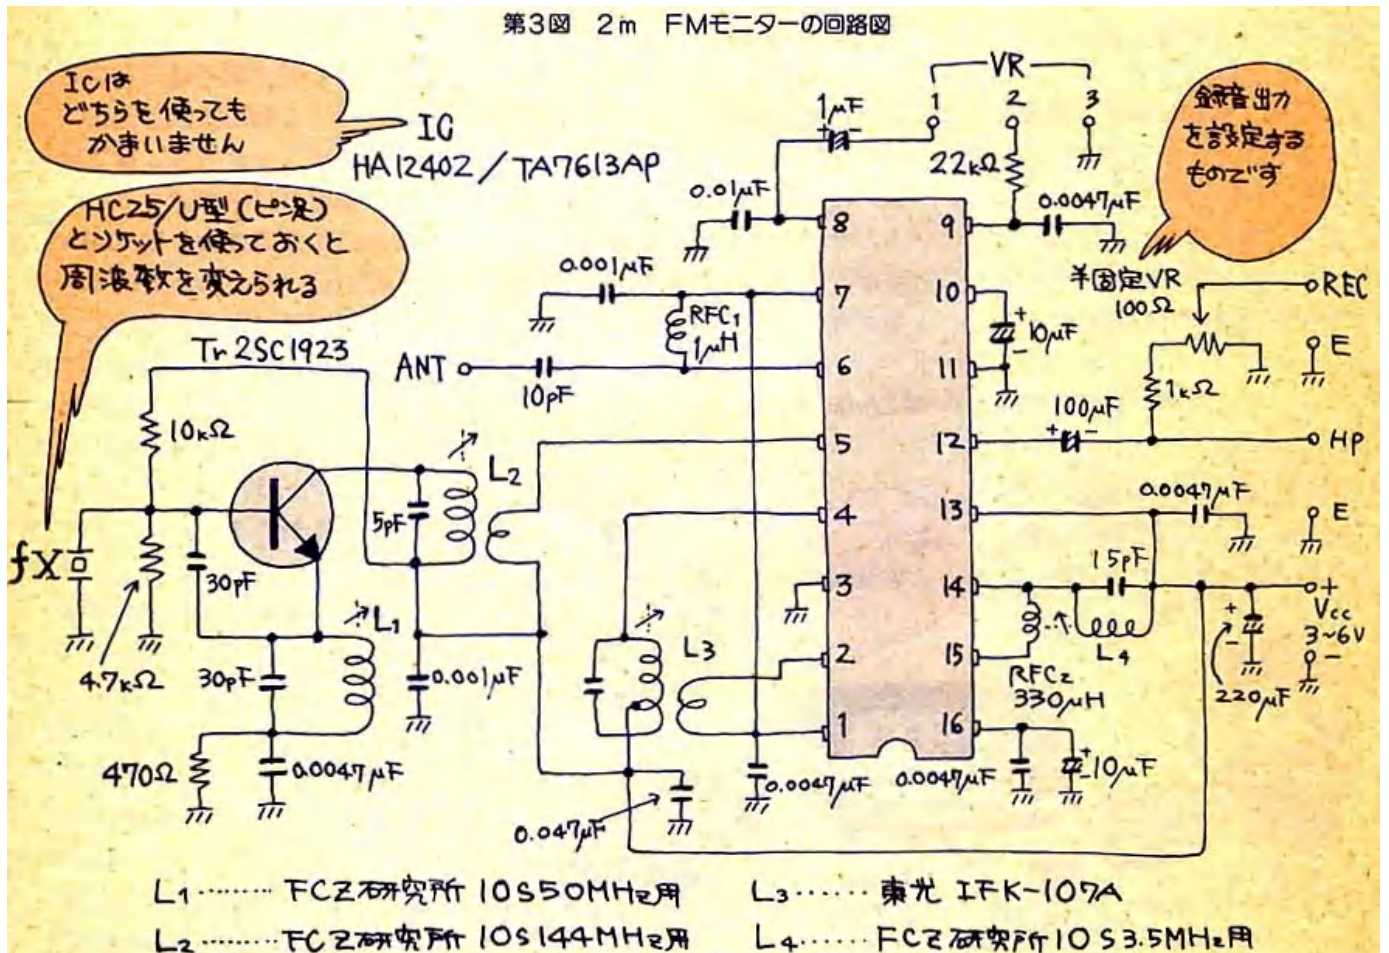 第3図 2m FMモニターの回路図
ICは
どちらを使っても
かまいません
IC
HA12402/TA7613AP
HC25/U型(ピン足)
とソケットを使っておくと
周波数を変えられる
録音出力
を設定する
ものです
VR
1
2
3
1μF
+
-
22kΩ
0.01μF
0.0047μF
8
9
0.001μF
7
10
RFC1
1μH
+
10μF
-
半固定VR
100Ω
REC
Tr 2SC1923
ANT
10pF
6
11
E
1kΩ
10kΩ
5
12
100μF
+
-
HP
L2
5pF
4
13
0.0047μF
E
fX
30pF
3
14
15pF
+
Vcc
3~6V
-
L1
4.7kΩ
30pF
0.001μF
L3
2
15
RFC2
330μH
L4
+
-
220μF
1
16
470Ω
0.0047μF
0.047μF
0.0047μF
0.0047μF
+
-
10μF
L1……… FCZ研究所 10S50MHz用
L3…… 東光 IFK-107A
L2………FCZ研究所 10S144MHz用
L4…… FCZ研究所10S3.5MHz用